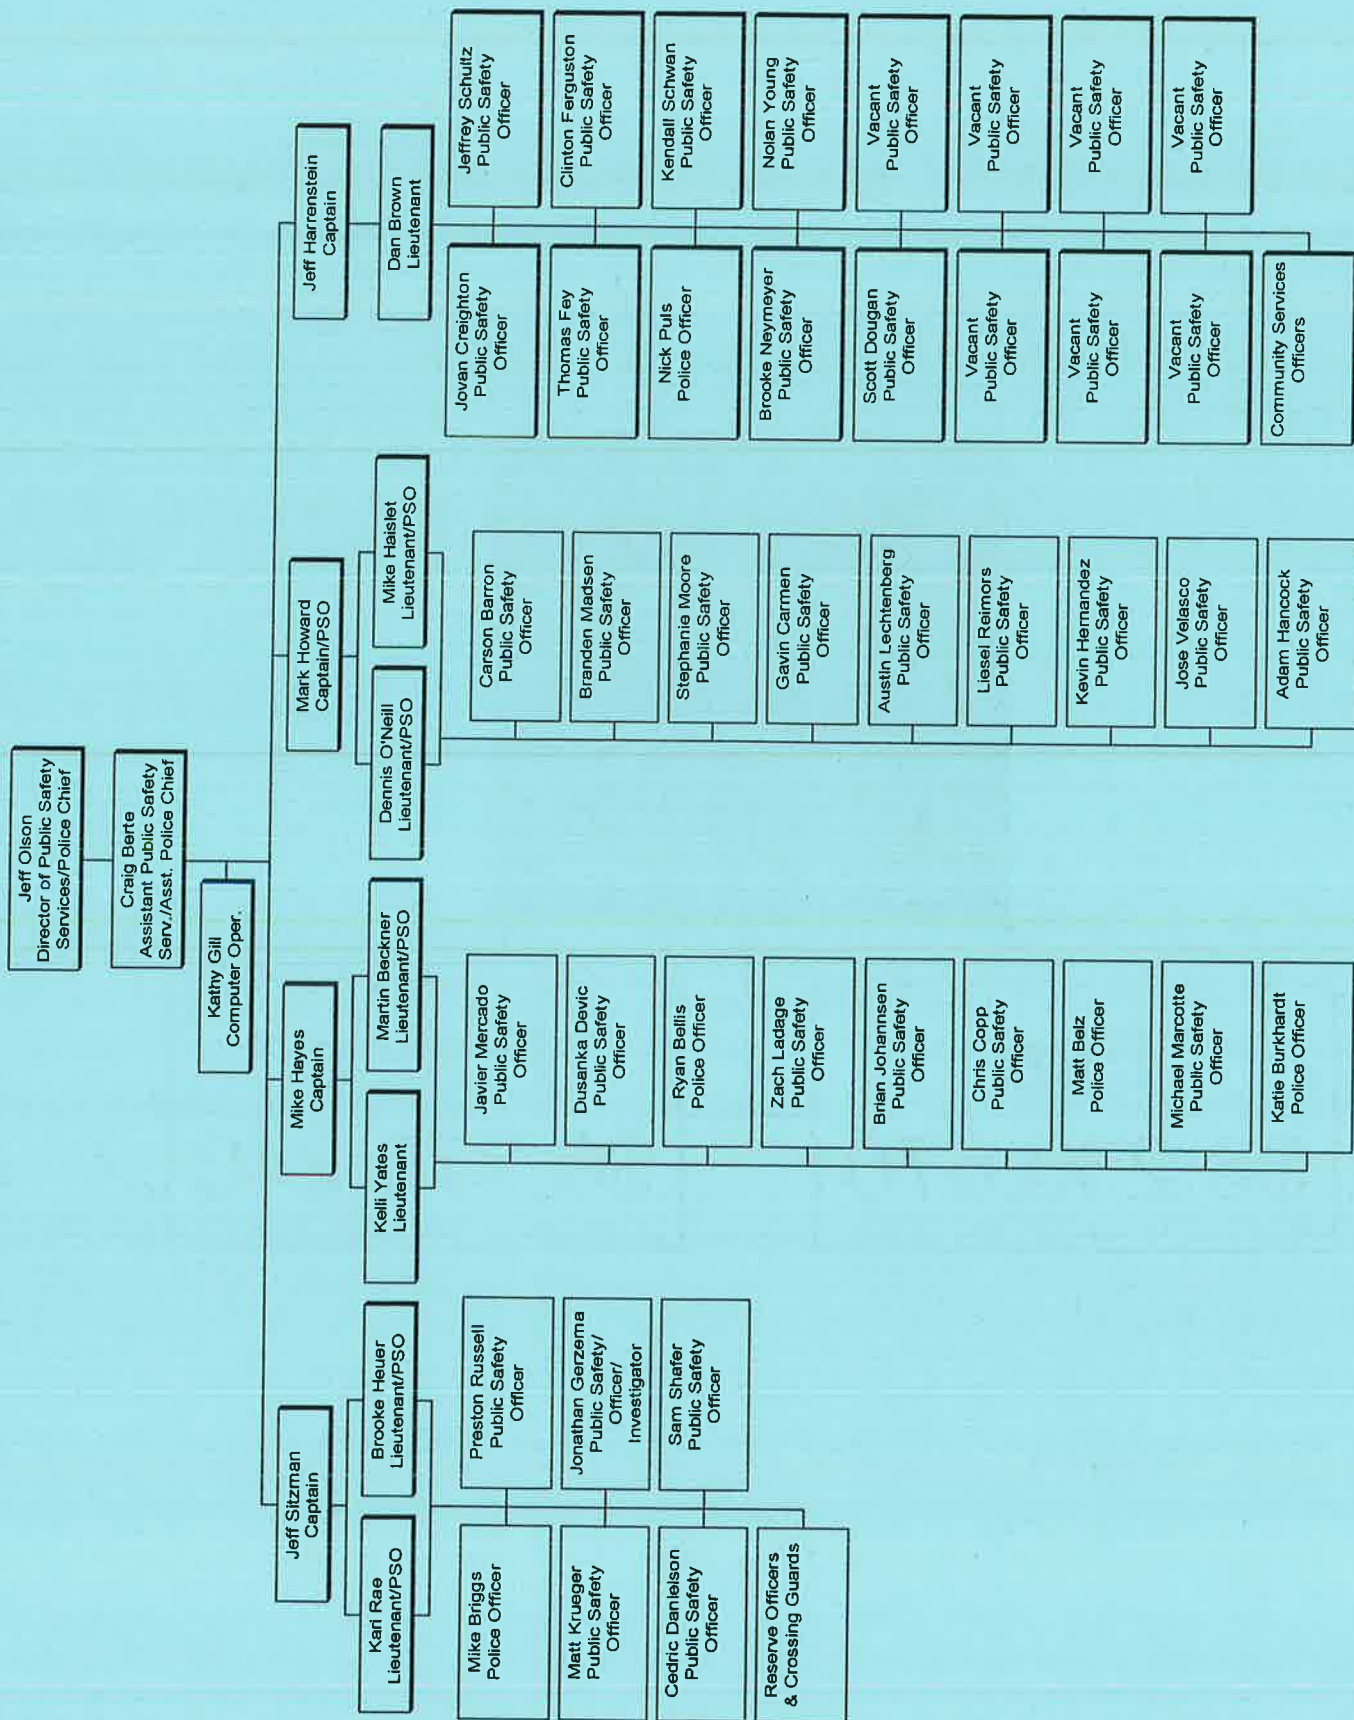 Jeff Olson
Director of Public Safety
Services/Police Chief
Craig Berte
Assistant Public Safety
Serv./Asst. Police Chief
Kathy Gill
Computer Oper.
Jeff Sitzman
Captain
Mike Hayes
Captain
Mark Howard
Captain/PSO
Jeff Harrenstein
Captain
Kari Rae
Lieutenant/PSO
Brooke Heuer
Lieutenant/PSO
Kelli Yates
Lieutenant
Martin Beckner
Lieutenant/PSO
Dennis O'Neill
Lieutenant/PSO
Mike Haislet
Lieutenant/PSO
Dan Brown
Lieutenant
Mike Briggs
Police Officer
Preston Russell
Public Safety
Officer
Matt Krueger
Public Safety
Officer
Jonathan Gerzema
Public Safety/
Officer/
Investigator
Cedric Danielson
Public Safety
Officer
Sam Shafer
Public Safety
Officer
Reserve Officers
& Crossing Guards
Javier Mercado
Public Safety
Officer
Dusanka Devic
Public Safety
Officer
Ryan Bellis
Police Officer
Zach Ladage
Public Safety
Officer
Brian Johannsen
Public Safety
Officer
Chris Copp
Public Safety
Officer
Matt Belz
Police Officer
Michael Marcotte
Public Safety
Officer
Katie Burkhardt
Police Officer
Carson Barron
Public Safety
Officer
Branden Madsen
Public Safety
Officer
Stephanie Moore
Public Safety
Officer
Gavin Carmen
Public Safety
Officer
Austin Lechtenberg
Public Safety
Officer
Liesel Reimors
Public Safety
Officer
Kevin Hernandez
Public Safety
Officer
Jose Velasco
Public Safety
Officer
Adam Hancock
Public Safety
Officer
Jovan Creighton
Public Safety
Officer
Jeffrey Schultz
Public Safety
Officer
Thomas Fey
Public Safety
Officer
Clinton Ferguston
Public Safety
Officer
Nick Puls
Police Officer
Kendall Schwan
Public Safety
Officer
Brooke Neymeyer
Public Safety
Officer
Nolan Young
Public Safety
Officer
Scott Dougan
Public Safety
Officer
Vacant
Public Safety
Officer
Vacant
Public Safety
Officer
Vacant
Public Safety
Officer
Vacant
Public Safety
Officer
Vacant
Public Safety
Officer
Vacant
Public Safety
Officer
Vacant
Public Safety
Officer
Community Services
Officers